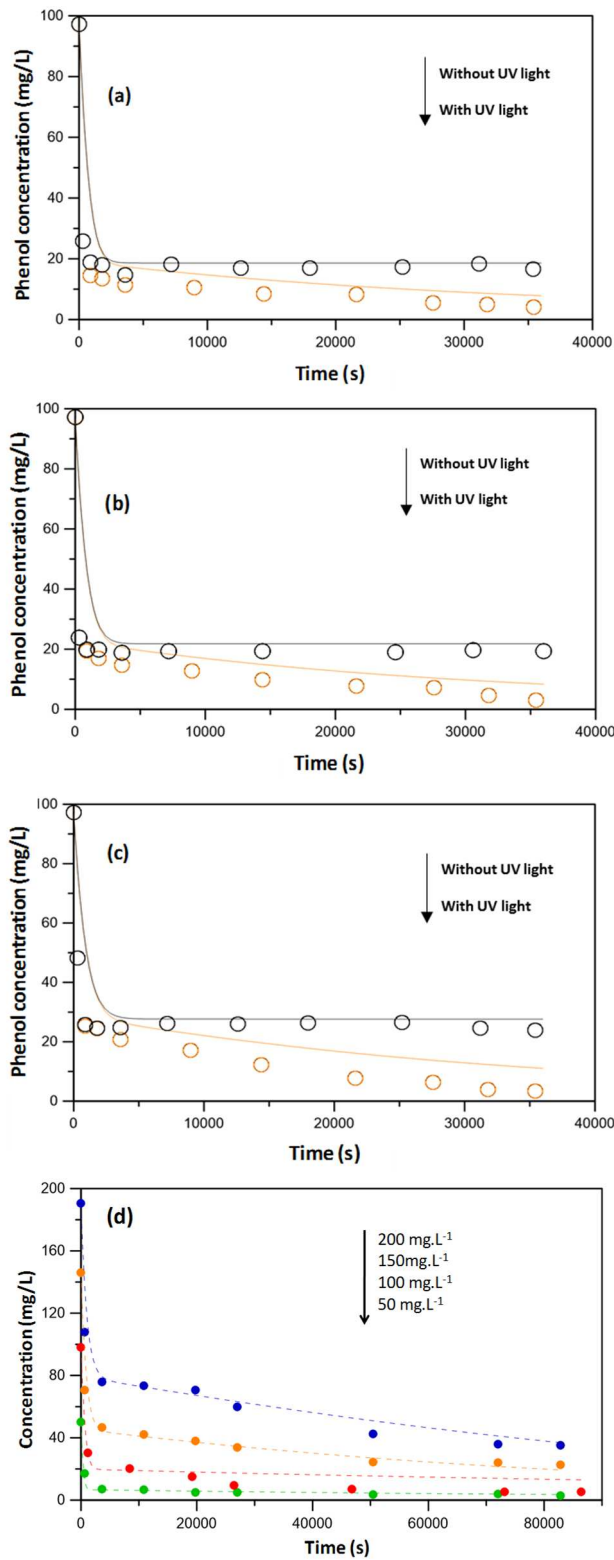 100
80
60
40
20
0
Phenol concentration (mg/L)
(a)
Without UV light
With UV light
0 10000 20000 30000 40000
Time (s)
100
80
60
40
20
0
Phenol concentration (mg/L)
(b)
Without UV light
With UV light
0 10000 20000 30000 40000
Time (s)
100
80
60
40
20
0
Phenol concentration (mg/L)
(c)
Without UV light
With UV light
0 10000 20000 30000 40000
Time (s)
200
160
120
80
40
0
Concentration (mg/L)
(d)
200 mg.L⁻¹
150mg.L⁻¹
100 mg.L⁻¹
50 mg.L⁻¹
0 20000 40000 60000 80000
Time (s)